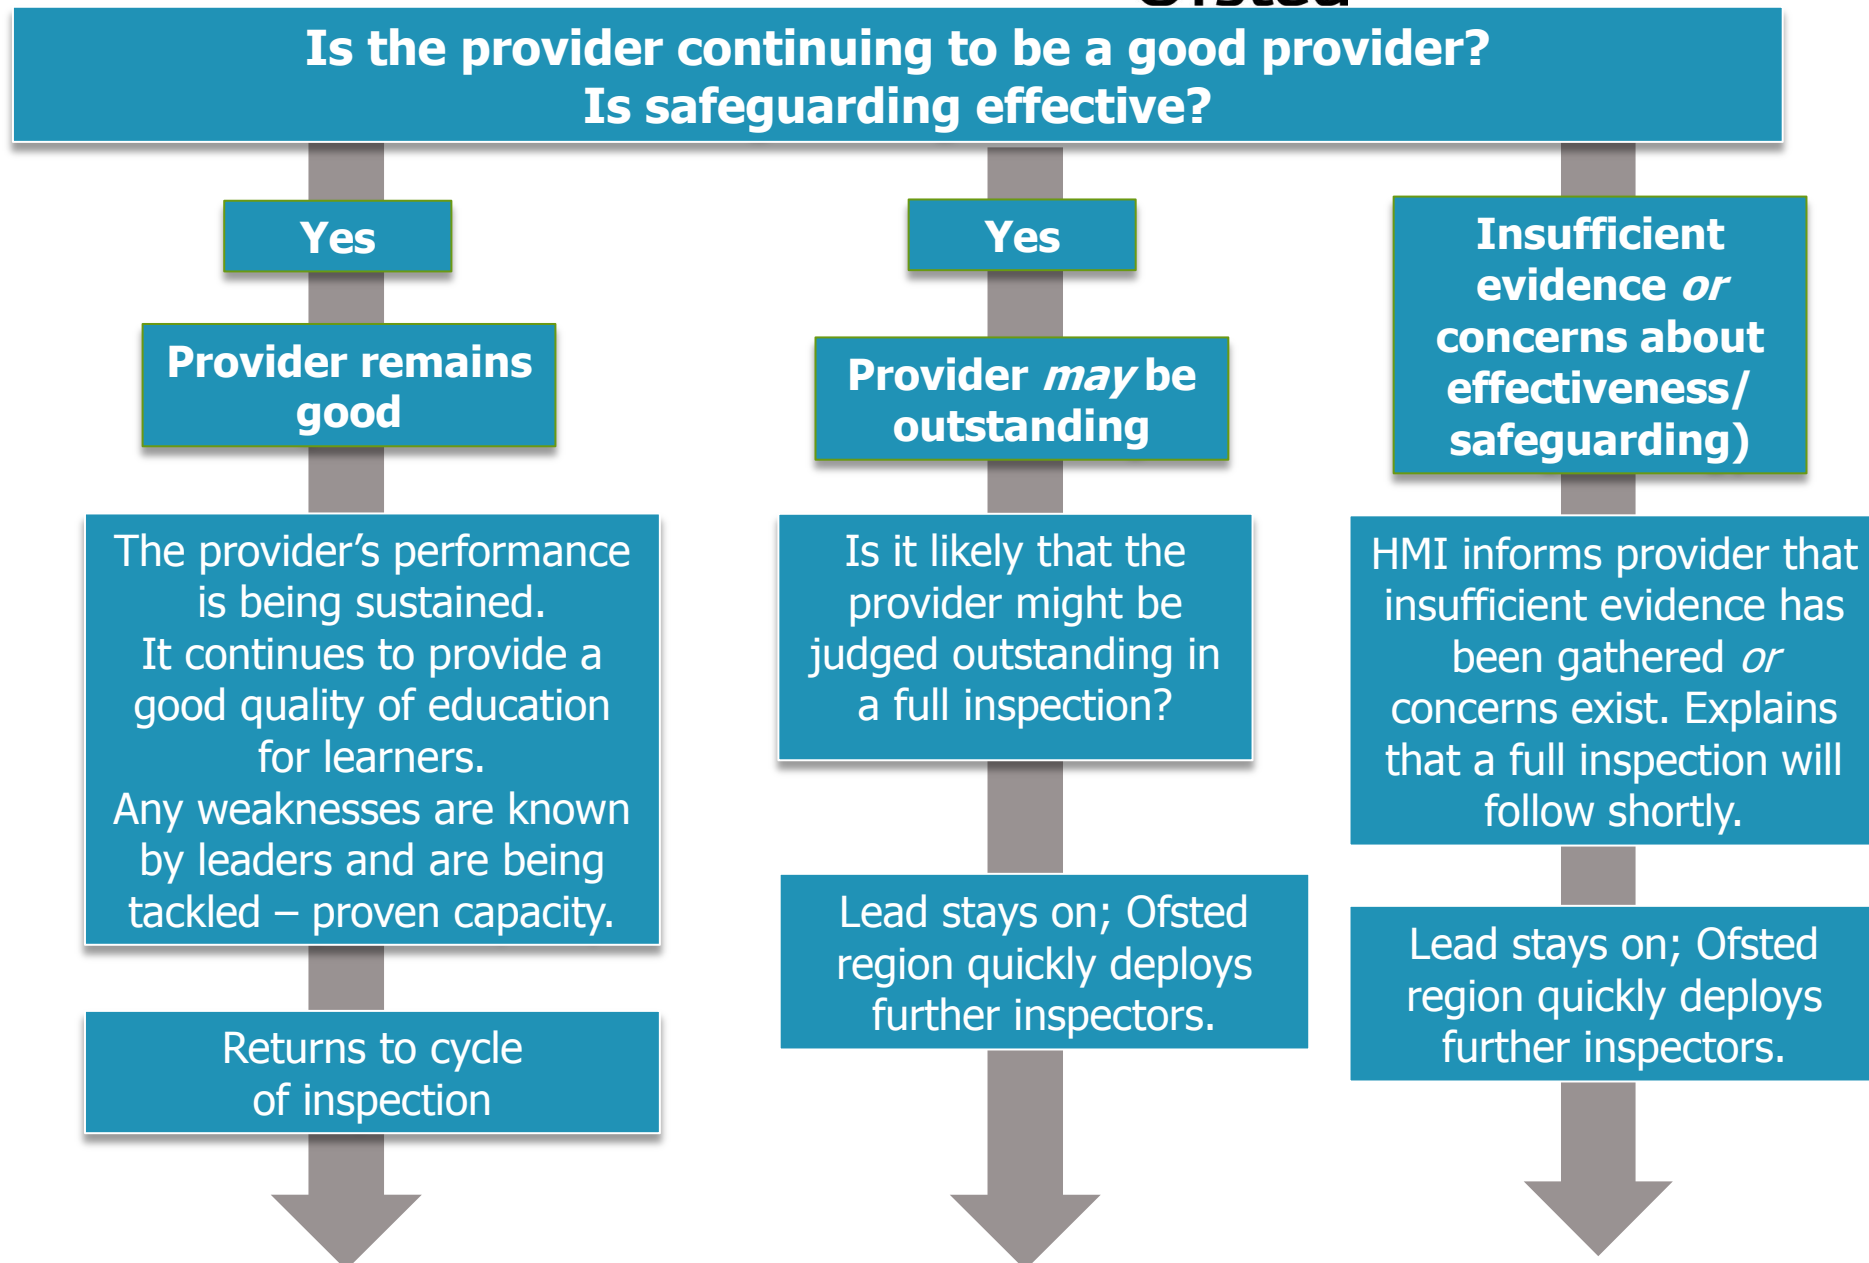 Ofsted
Is the provider continuing to be a good provider?
Is safeguarding effective?
Yes
Provider remains
good
The provider’s performance
is being sustained.
It continues to provide a
good quality of education
for learners.
Any weaknesses are known
by leaders and are being
tackled – proven capacity.
Returns to cycle
of inspection
Yes
Provider may be
outstanding
Is it likely that the
provider might be
judged outstanding in
a full inspection?
Lead stays on; Ofsted
region quickly deploys
further inspectors.
Insufficient
evidence or
concerns about
effectiveness/
safeguarding)
HMI informs provider that
insufficient evidence has
been gathered or
concerns exist. Explains
that a full inspection will
follow shortly.
Lead stays on; Ofsted
region quickly deploys
further inspectors.